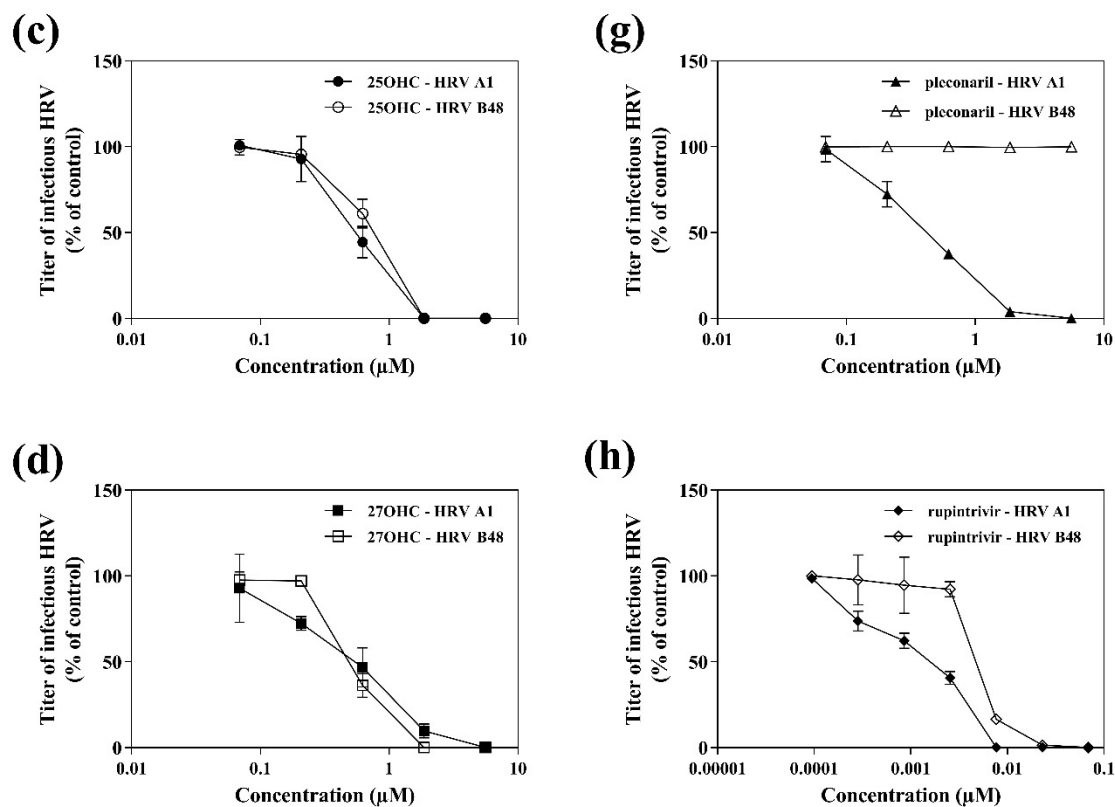 (c)
150
100
50
0
0.01
0.1
1
10
Titer of infectious HRV
(% of control)
Concentration (µM)
25OHC - HRV A1
25OHC - HRV B48
(g)
150
100
50
0
0.01
0.1
1
10
Titer of infectious HRV
(% of control)
Concentration (µM)
pleconaril - HRV A1
pleconaril - HRV B48
(d)
150
100
50
0
0.01
0.1
1
10
Titer of infectious HRV
(% of control)
Concentration (µM)
27OHC - HRV A1
27OHC - HRV B48
(h)
150
100
50
0
0.00001
0.0001
0.001
0.01
0.1
Titer of infectious HRV
(% of control)
Concentration (µM)
rupintrivir - HRV A1
rupintrivir - HRV B48